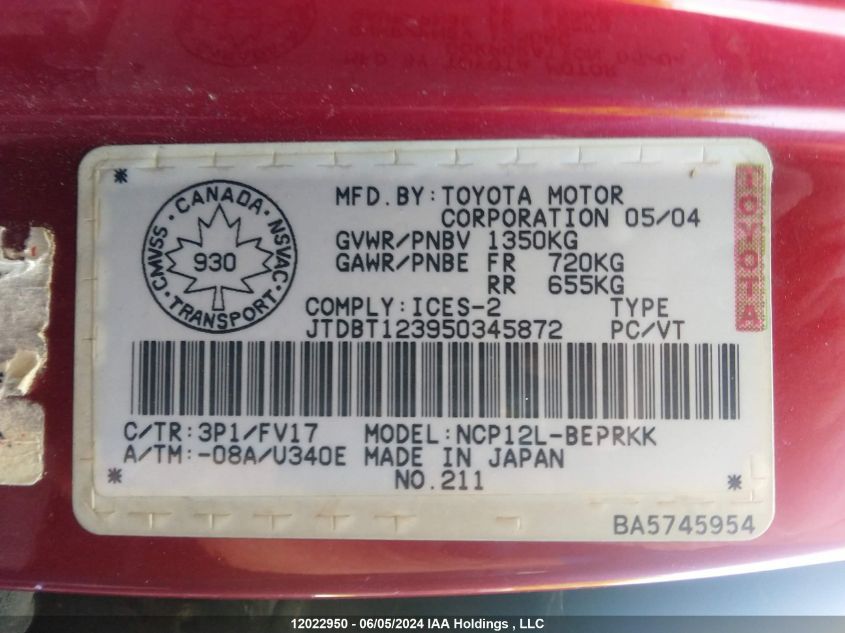 MFD. BY: TOYOTA MOTOR
CORPORATION 05/04
GVWR/PNBV 1350KG
GAWR/PNBE FR 720KG
RR 655KG
CMVSS · CANADA · NSVAC · TRANSPORT ·
930
TOYOTA
COMPLY: ICES-2 TYPE
JTDBT123950345872 PC/VT
C/TR: 3P1/FV17 MODEL: NCP12L-BEPRKK
A/TM: -08A/U340E MADE IN JAPAN
NO. 211
BA5745954
12022950 - 06/05/2024 IAA Holdings , LLC